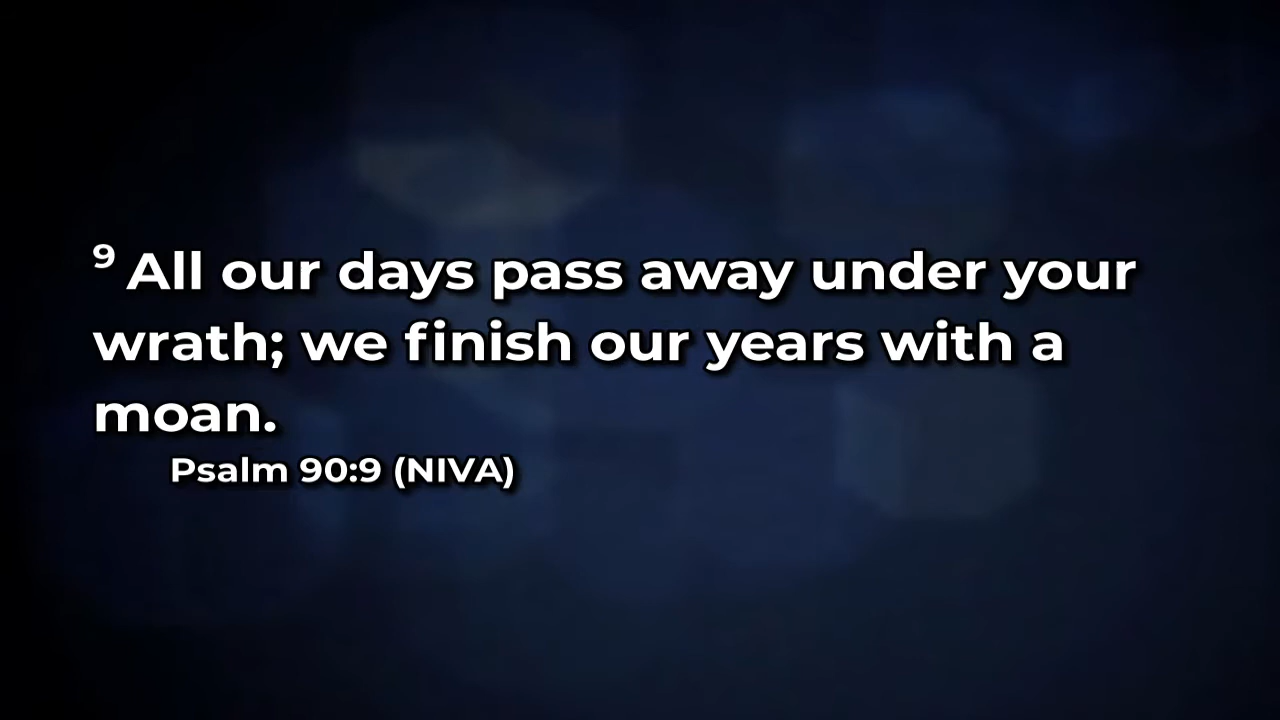 ⁹ All our days pass away under your
wrath; we finish our years with a
moan.
Psalm 90:9 (NIVA)